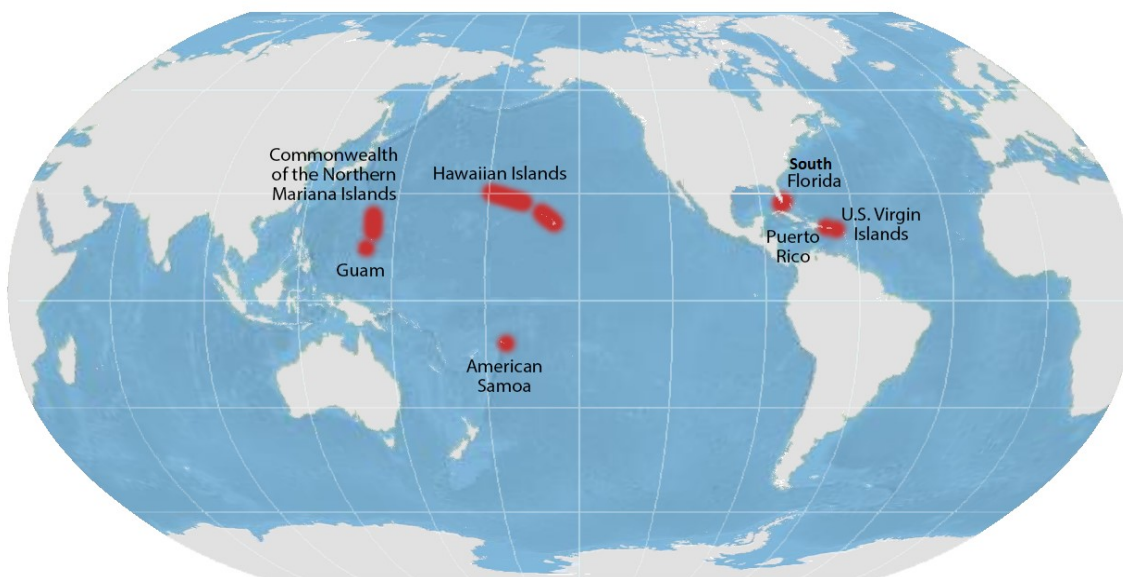 Commonwealth
of the Northern
Mariana Islands
Guam
Hawaiian Islands
American
Samoa
South
Florida
Puerto
Rico
U.S. Virgin
Islands